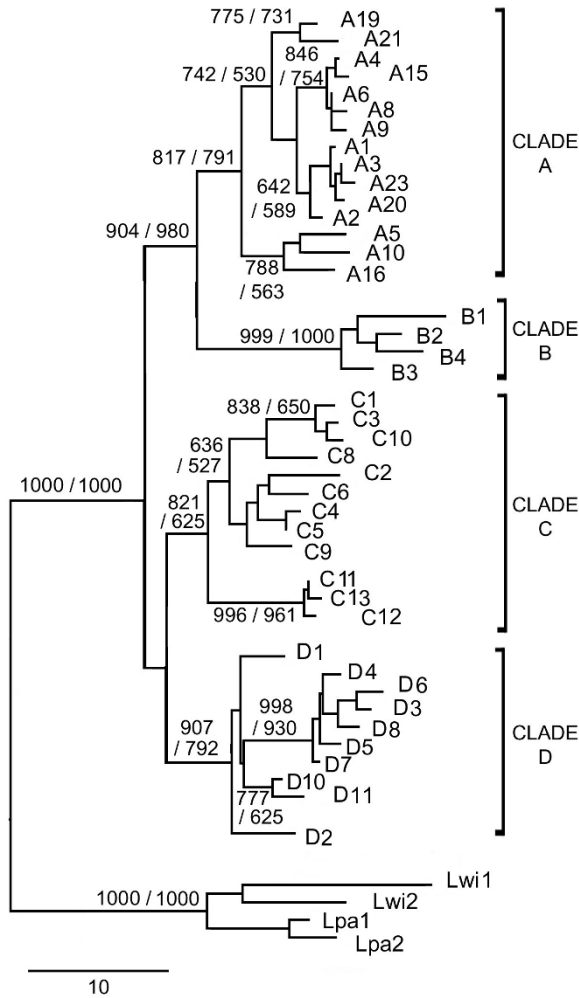 775 / 731
A19
A21
846
/ 754
A4
742 / 530
A15
A6
A8
A9
CLADE
A
A1
817 / 791
A3
A23
642
/ 589
A20
A2
904 / 980
A5
A10
788
/ 563
A16
B1
999 / 1000
B2
CLADE
B
B4
B3
838 / 650
C1
C3
C10
636
/ 527
C8
C2
1000 / 1000
C6
821
/ 625
C4
C5
CLADE
C
C9
C11
C13
996 / 961
C12
D1
D4
D6
998
/ 930
D3
907
/ 792
D8
D5
CLADE
D
D7
D10
777
/ 625
D11
D2
Lwi1
1000 / 1000
Lwi2
Lpa1
Lpa2
10